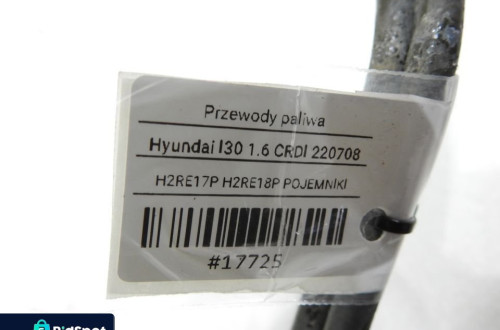 Przewody paliwa
Hyundai I30 1.6 CRDI 220708
H2RE17P H2RE18P POJEMNIKI
#17725